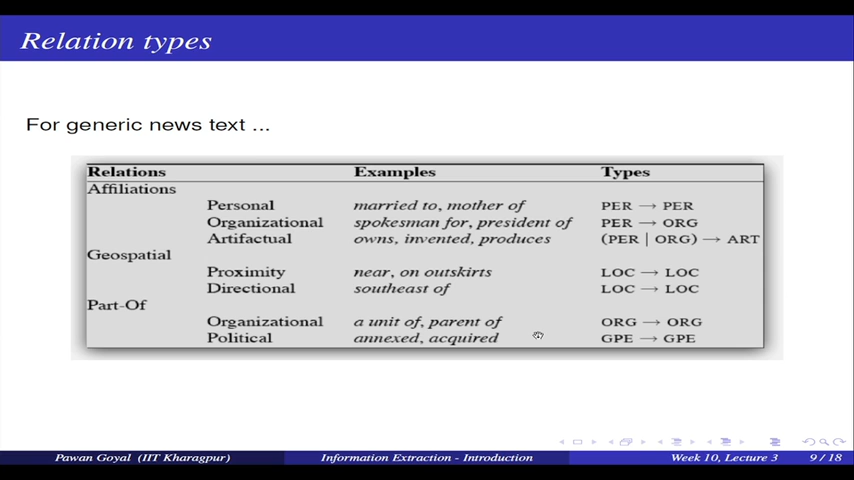 Relation types
For generic news text ...
Relations Examples Types
Affiliations
Personal married to, mother of PER → PER
Organizational spokesman for, president of PER → ORG
Artifactual owns, invented, produces (PER | ORG) → ART
Geospatial
Proximity near, on outskirts LOC → LOC
Directional southeast of LOC → LOC
Part-Of
Organizational a unit of, parent of ORG → ORG
Political annexed, acquired GPE → GPE
Pawan Goyal (IIT Kharagpur) Information Extraction - Introduction Week 10, Lecture 3 9 / 18